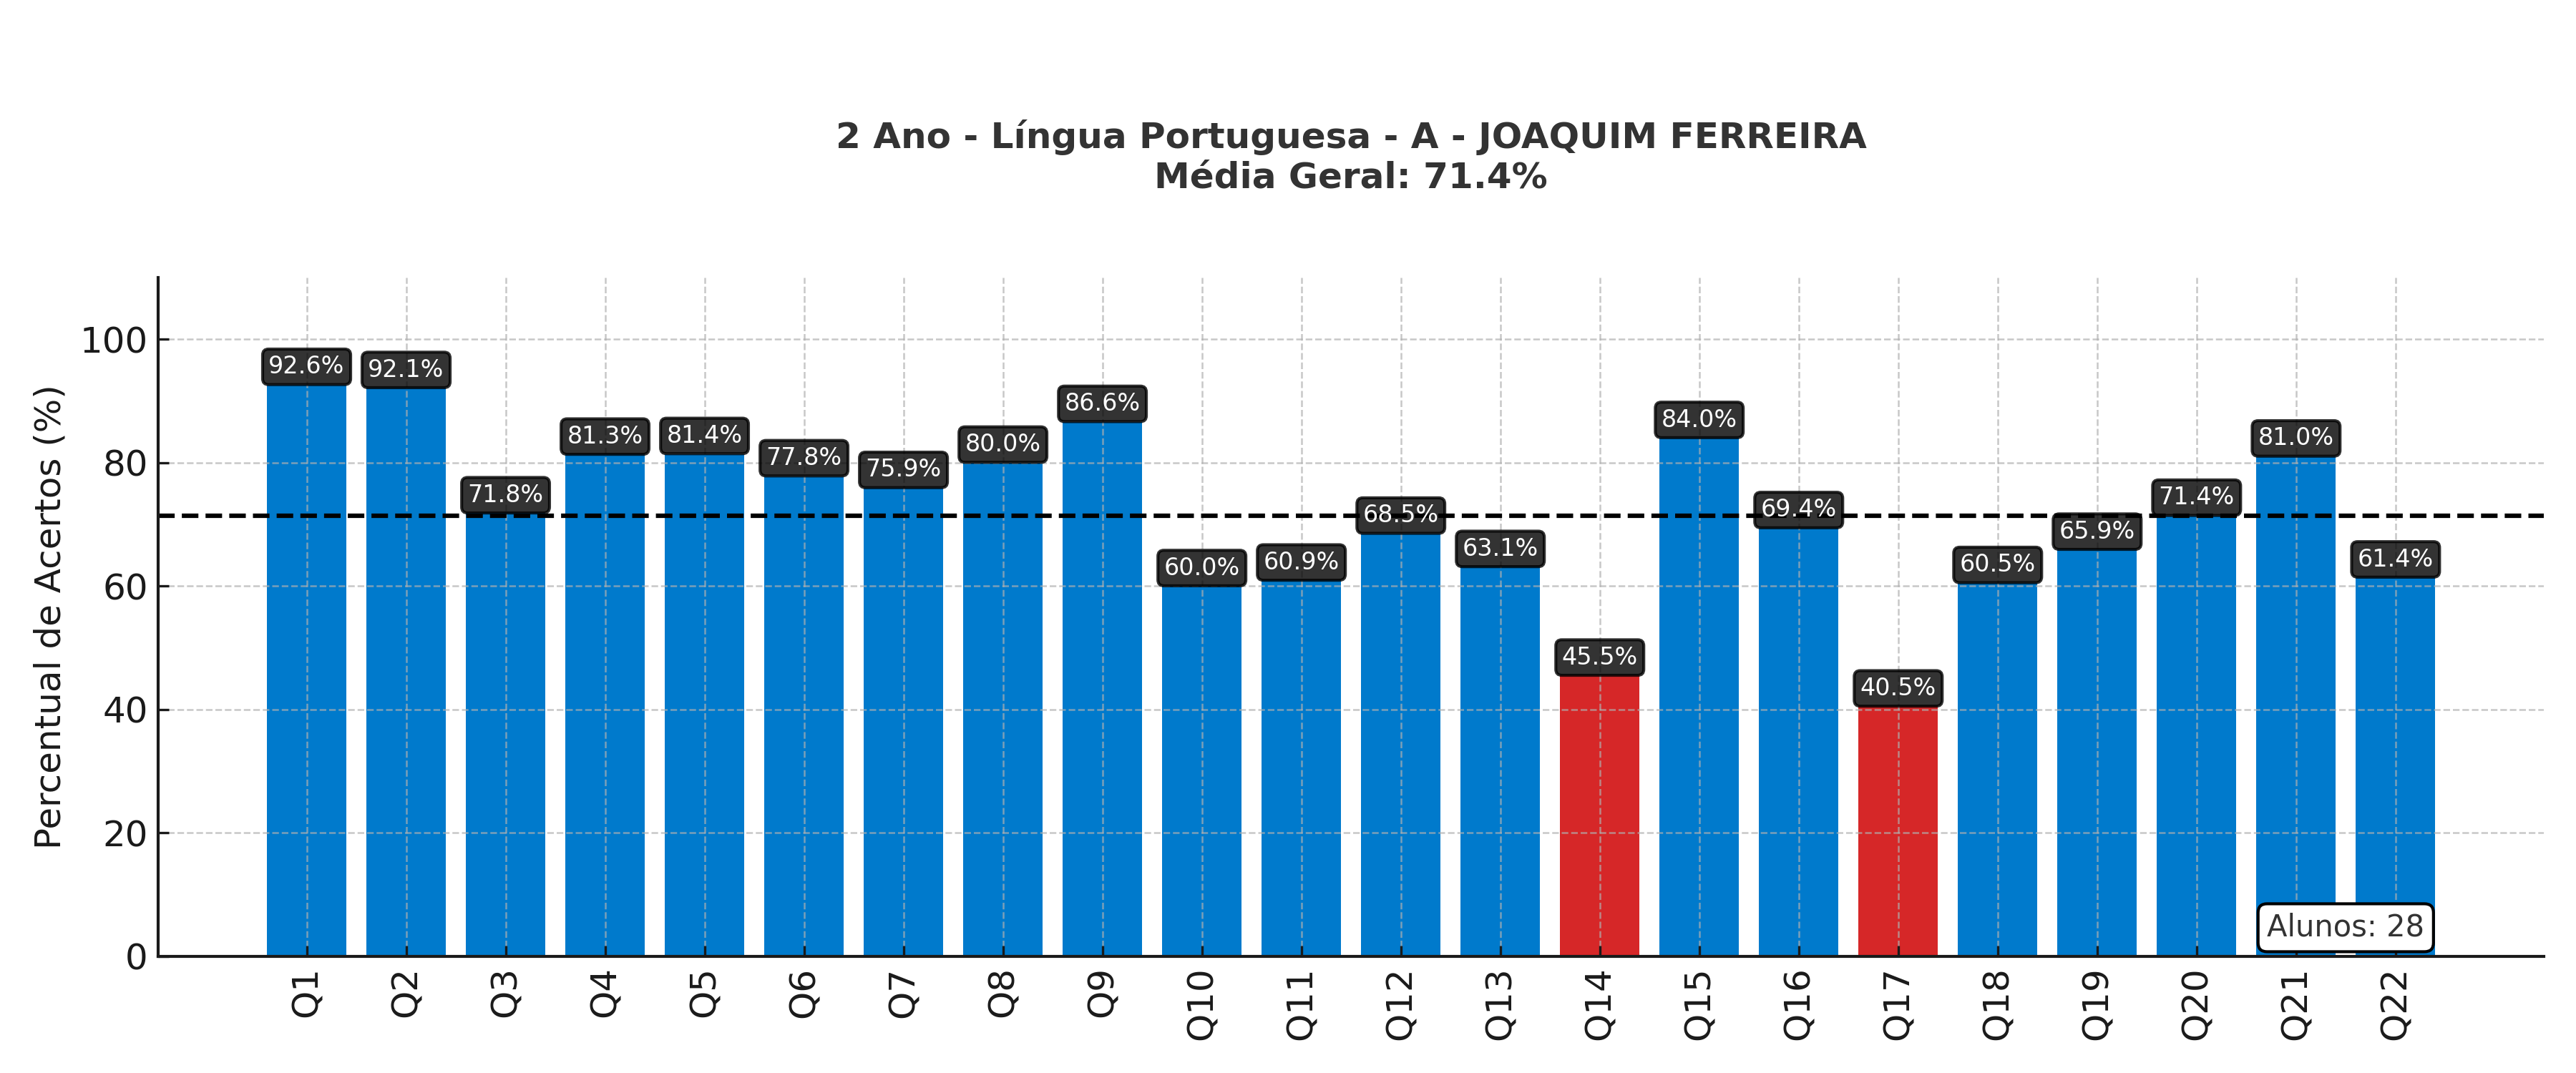 2 Ano - Língua Portuguesa - A - JOAQUIM FERREIRA
Média Geral: 71.4%
Percentual de Acertos (%)
100
80
60
40
20
0
92.6%
92.1%
71.8%
81.3%
81.4%
77.8%
75.9%
80.0%
86.6%
60.0%
60.9%
68.5%
63.1%
45.5%
84.0%
69.4%
40.5%
60.5%
65.9%
71.4%
81.0%
61.4%
Alunos: 28
Q1
Q2
Q3
Q4
Q5
Q6
Q7
Q8
Q9
Q10
Q11
Q12
Q13
Q14
Q15
Q16
Q17
Q18
Q19
Q20
Q21
Q22